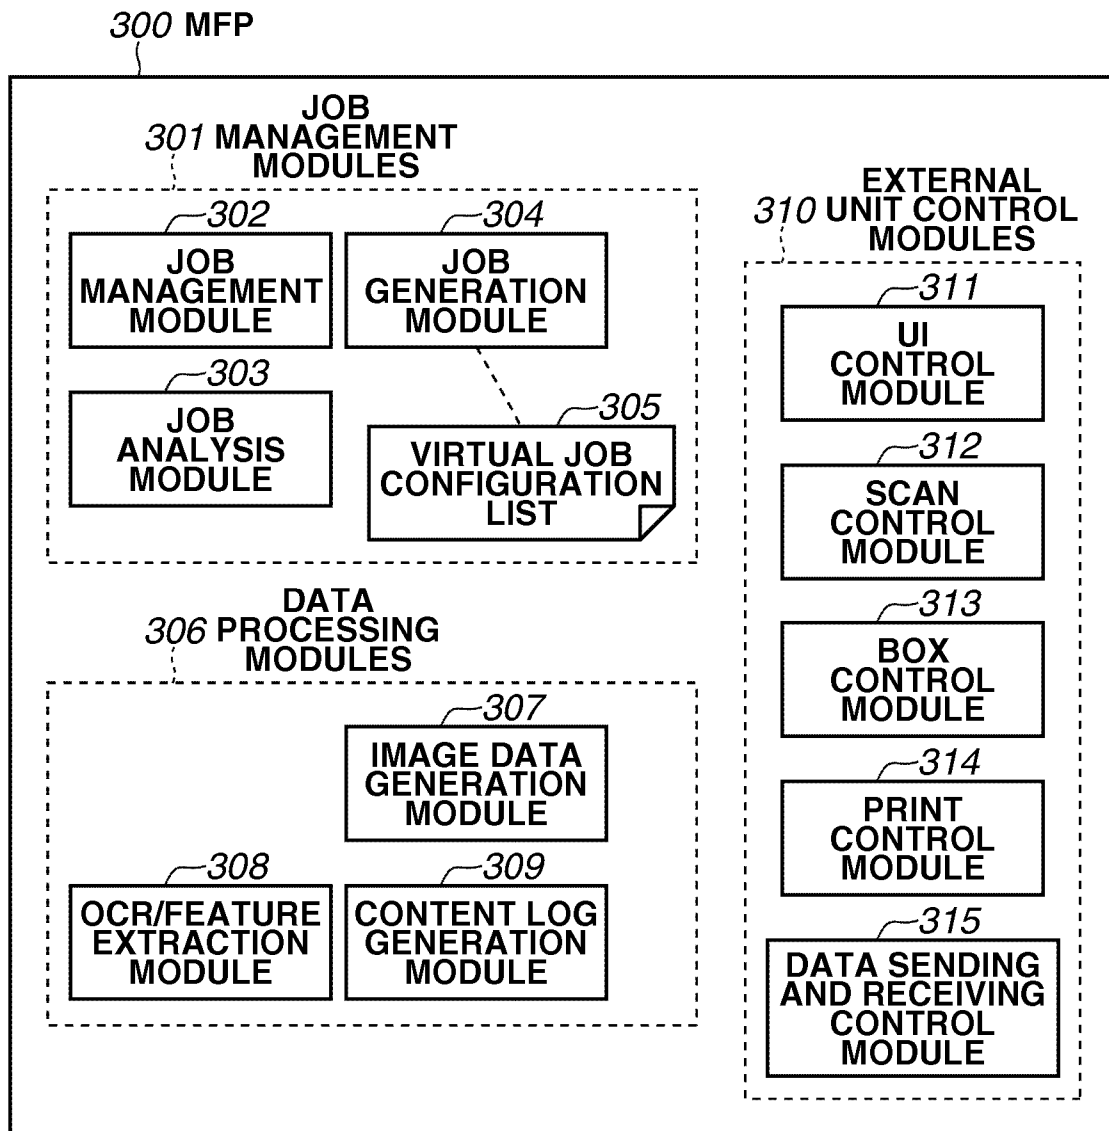 300 MFP
JOB
301 MANAGEMENT
MODULES
302
JOB
MANAGEMENT
MODULE
304
JOB
GENERATION
MODULE
303
JOB
ANALYSIS
MODULE
305
VIRTUAL JOB
CONFIGURATION
LIST
DATA
306 PROCESSING
MODULES
307
IMAGE DATA
GENERATION
MODULE
308
OCR/FEATURE
EXTRACTION
MODULE
309
CONTENT LOG
GENERATION
MODULE
EXTERNAL
310 UNIT CONTROL
MODULES
311
UI
CONTROL
MODULE
312
SCAN
CONTROL
MODULE
313
BOX
CONTROL
MODULE
314
PRINT
CONTROL
MODULE
315
DATA SENDING
AND RECEIVING
CONTROL
MODULE